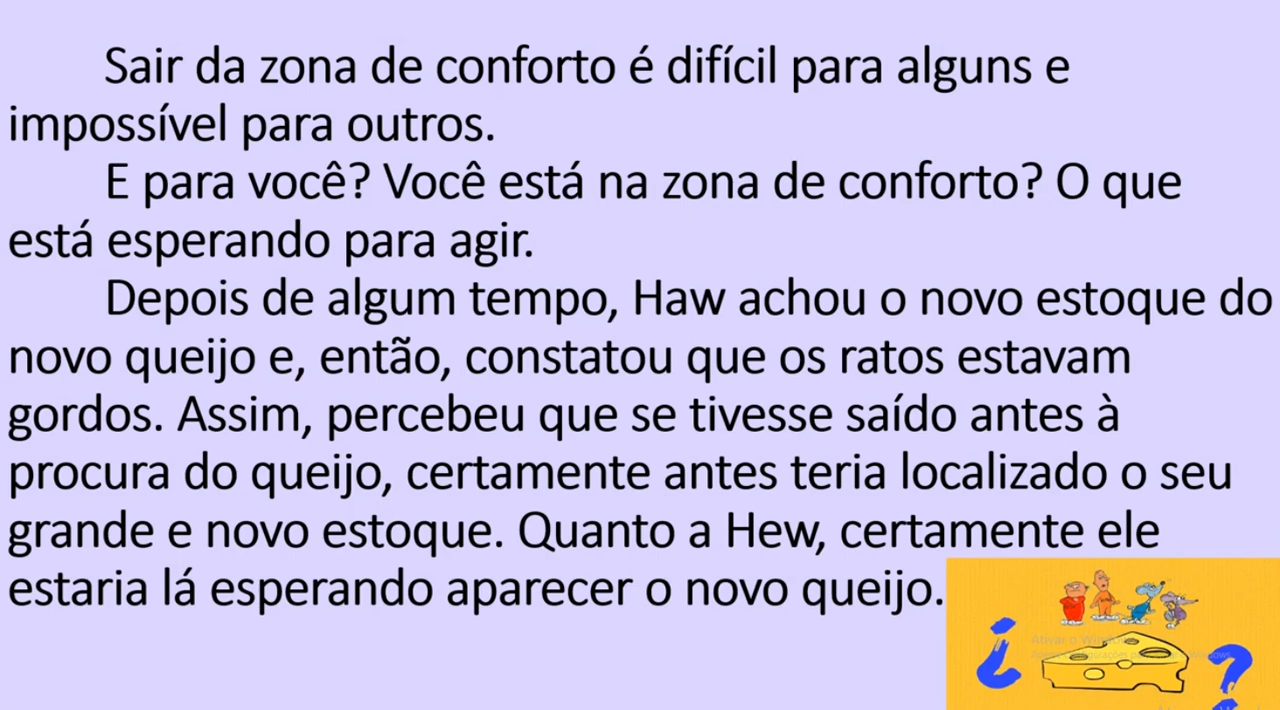 Sair da zona de conforto é difícil para alguns e
impossível para outros.
E para você? Você está na zona de conforto? O que
está esperando para agir.
Depois de algum tempo, Haw achou o novo estoque do
novo queijo e, então, constatou que os ratos estavam
gordos. Assim, percebeu que se tivesse saído antes à
procura do queijo, certamente antes teria localizado o seu
grande e novo estoque. Quanto a Hew, certamente ele
estaria lá esperando aparecer o novo queijo.
Ativar o Windows
¿ ?